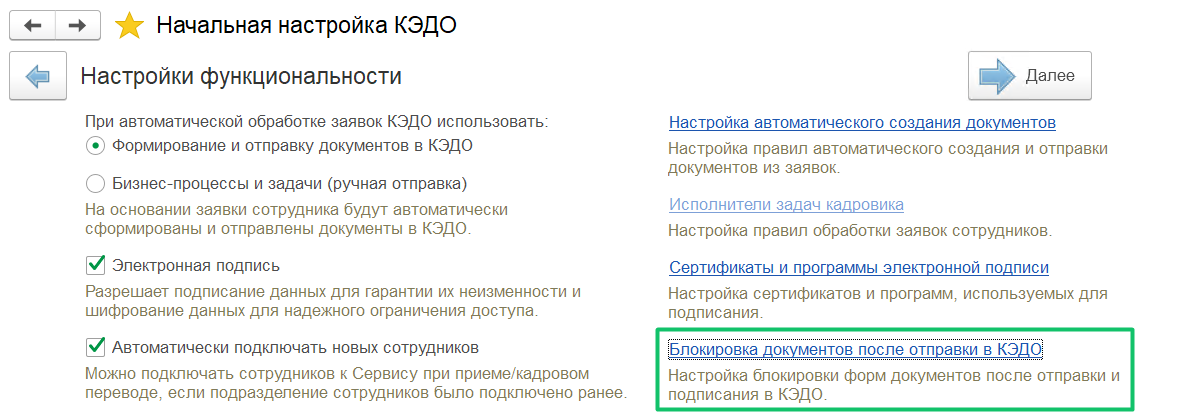 Начальная настройка КЭДО
Настройки функциональности
Далее
При автоматической обработке заявок КЭДО использовать:
Формирование и отправку документов в КЭДО
Бизнес-процессы и задачи (ручная отправка)
На основании заявки сотрудника будут автоматически
сформированы и отправлены документы в КЭДО.
Электронная подпись
Разрешает подписание данных для гарантии их неизменности и
шифрование данных для надежного ограничения доступа.
Автоматически подключать новых сотрудников
Можно подключать сотрудников к Сервису при приеме/кадровом
переводе, если подразделение сотрудников было подключено ранее.
Настройка автоматического создания документов
Настройка правил автоматического создания и отправки
документов из заявок.
Исполнители задач кадровика
Настройка правил обработки заявок сотрудников.
Сертификаты и программы электронной подписи
Настройка сертификатов и программ, используемых для
подписания.
Блокировка документов после отправки в КЭДО
Настройка блокировки форм документов после отправки и
подписания в КЭДО.